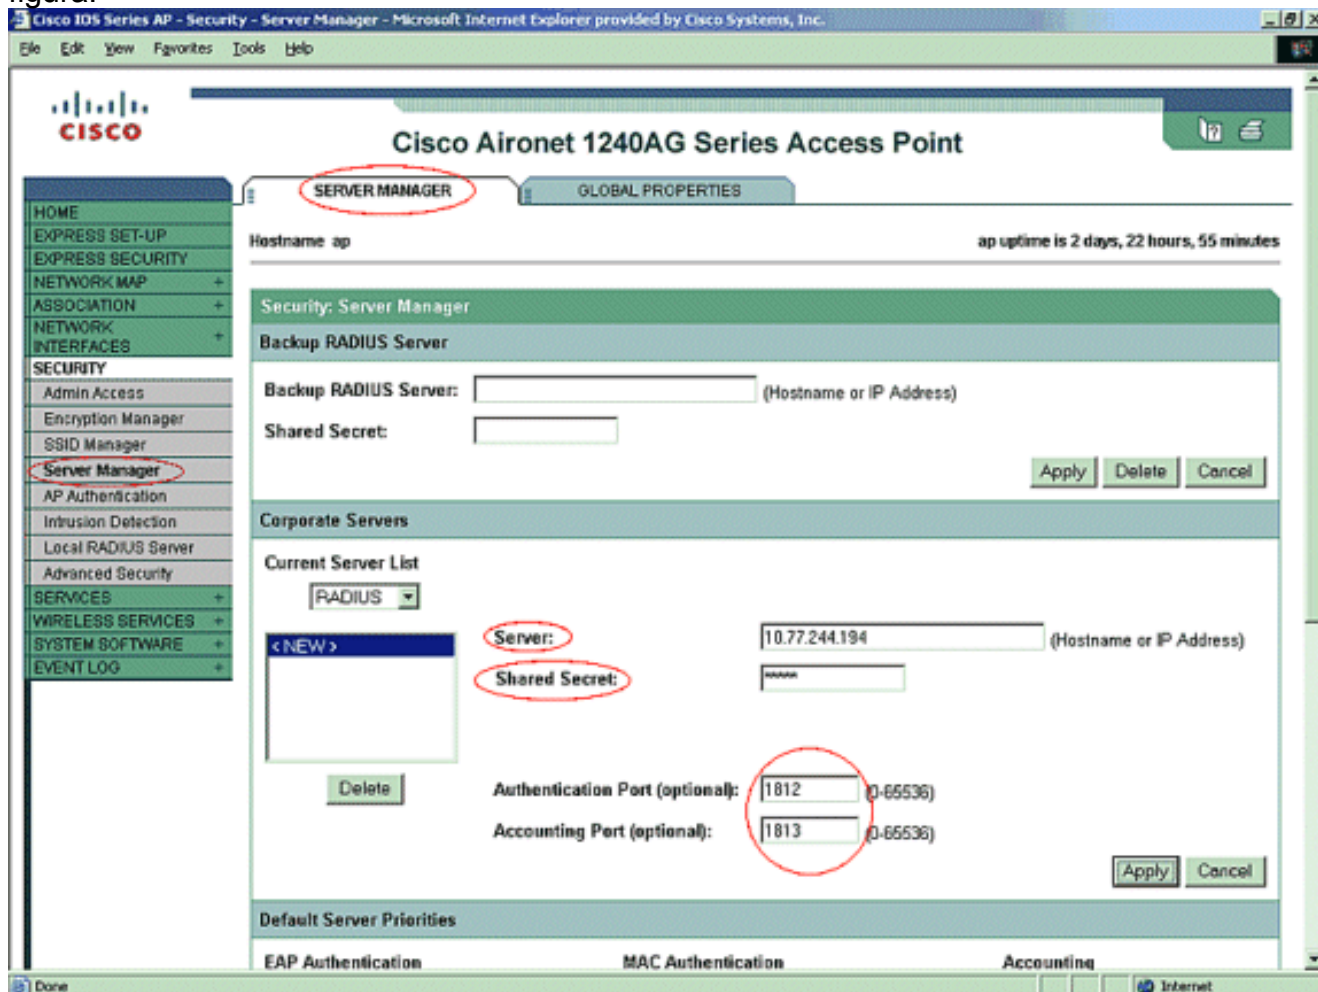 figura.
Cisco IOS Series AP - Security - Server Manager - Microsoft Internet Explorer provided by Cisco Systems, Inc.
File Edit View Favorites Tools Help
CISCO
Cisco Aironet 1240AG Series Access Point
SERVER MANAGER
GLOBAL PROPERTIES
HOME
EXPRESS SET-UP
EXPRESS SECURITY
NETWORK MAP +
ASSOCIATION +
NETWORK INTERFACES +
SECURITY
Admin Access
Encryption Manager
SSID Manager
Server Manager
AP Authentication
Intrusion Detection
Local RADIUS Server
Advanced Security
SERVICES +
WIRELESS SERVICES +
SYSTEM SOFTWARE +
EVENT LOG +
Hostname ap
ap uptime is 2 days, 22 hours, 55 minutes
Security: Server Manager
Backup RADIUS Server
Backup RADIUS Server: (Hostname or IP Address)
Shared Secret:
Apply Delete Cancel
Corporate Servers
Current Server List
RADIUS
< NEW >
Delete
Server: 10.77.244.194 (Hostname or IP Address)
Shared Secret: *****
Authentication Port (optional): 1812 (0-65536)
Accounting Port (optional): 1813 (0-65536)
Apply Cancel
Default Server Priorities
EAP Authentication MAC Authentication Accounting
Done
Internet